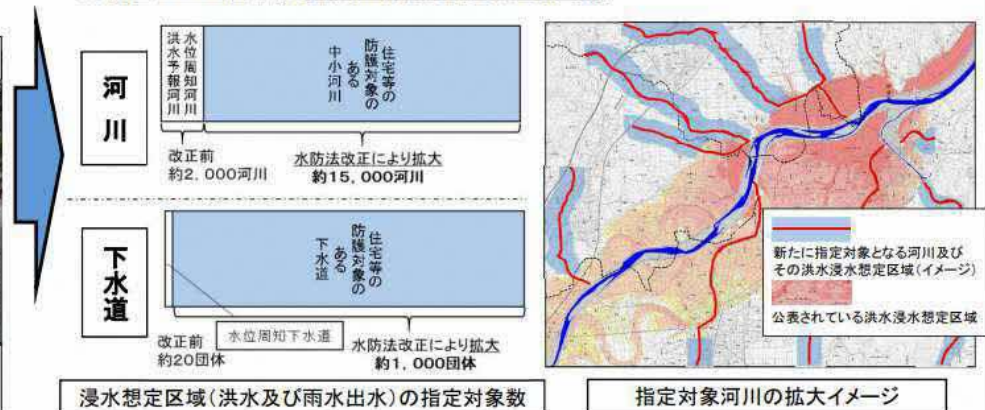 河川
洪水予報河川
水位周知河川
住宅等の
防護対象の
ある
中小河川
改正前
約2,000河川
水防法改正により拡大
約15,000河川
下水道
住宅等の
防護対象の
ある
下水道
水位周知下水道
改正前
約20団体
水防法改正により拡大
約1,000団体
浸水想定区域(洪水及び雨水出水)の指定対象数
新たに指定対象となる河川及び
その洪水浸水想定区域(イメージ)
公表されている洪水浸水想定区域
指定対象河川の拡大イメージ